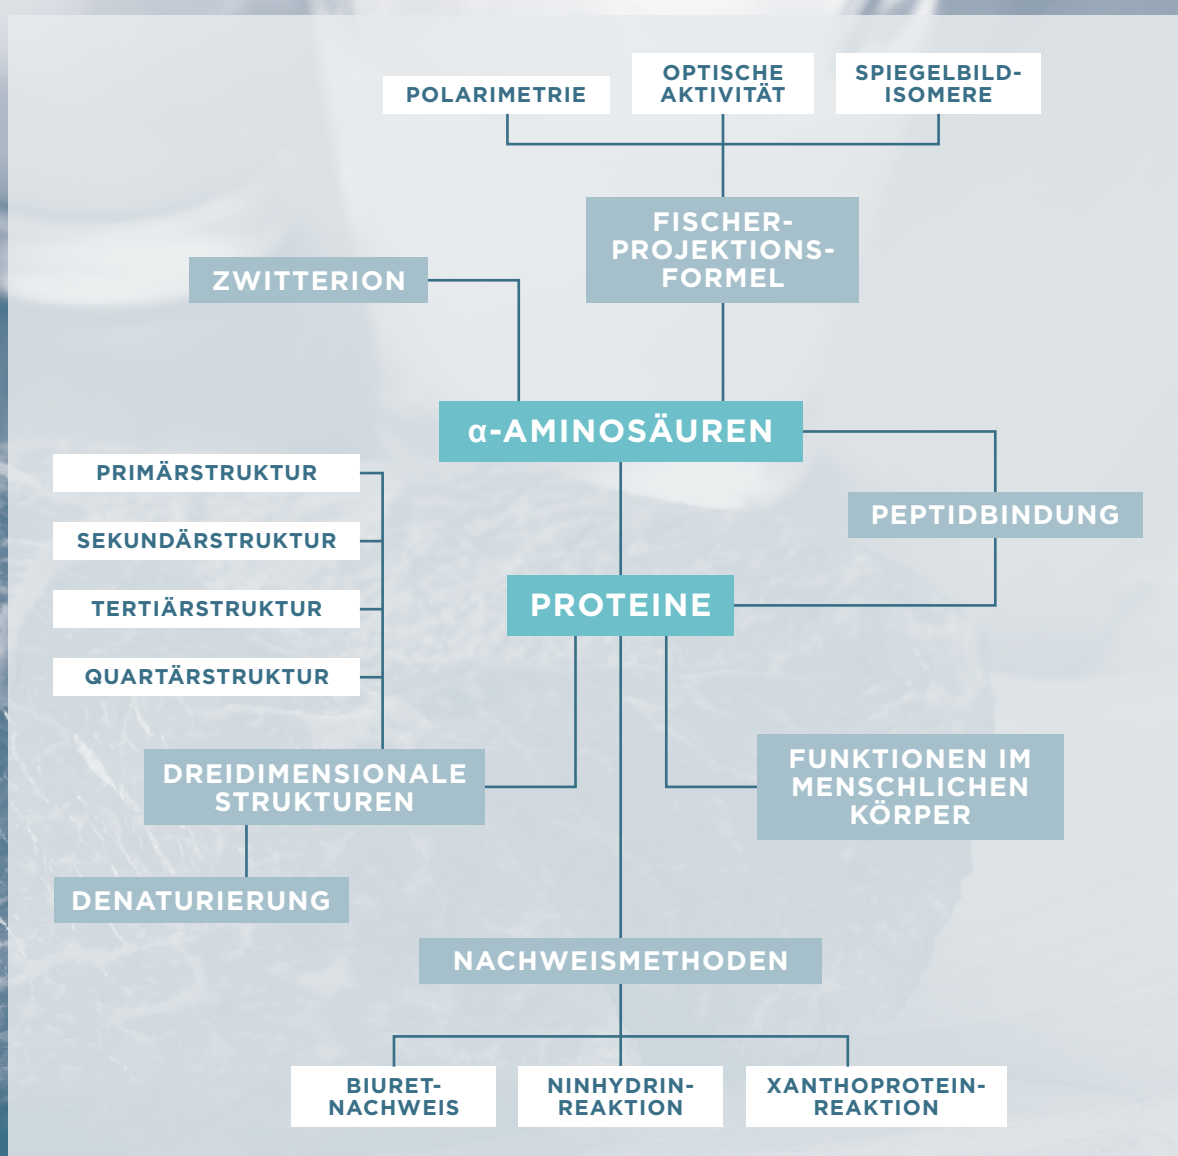 POLARIMETRIE
OPTISCHE
AKTIVITÄT
SPIEGELBILD-
ISOMERE
FISCHER-
PROJEKTIONS-
FORMEL
ZWITTERION
α-AMINOSÄUREN
PRIMÄRSTRUKTUR
SEKUNDÄRSTRUKTUR
TERTIÄRSTRUKTUR
QUARTÄRSTRUKTUR
PEPTIDBINDUNG
PROTEINE
DREIDIMENSIONALE
STRUKTUREN
FUNKTIONEN IM
MENSCHLICHEN
KÖRPER
DENATURIERUNG
NACHWEISMETHODEN
BIURET-
NACHWEIS
NINHYDRIN-
REAKTION
XANTHOPROTEIN-
REAKTION